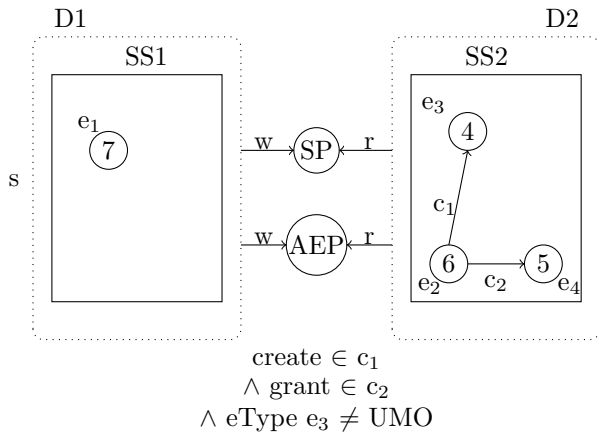 D1
D2
SS1
SS2
e1
7
s
w
SP
r
e3
4
c1
w
AEP
r
6
e2
c2
5
e4
create ∈ c1
∧ grant ∈ c2
∧ eType e3 ≠ UMO